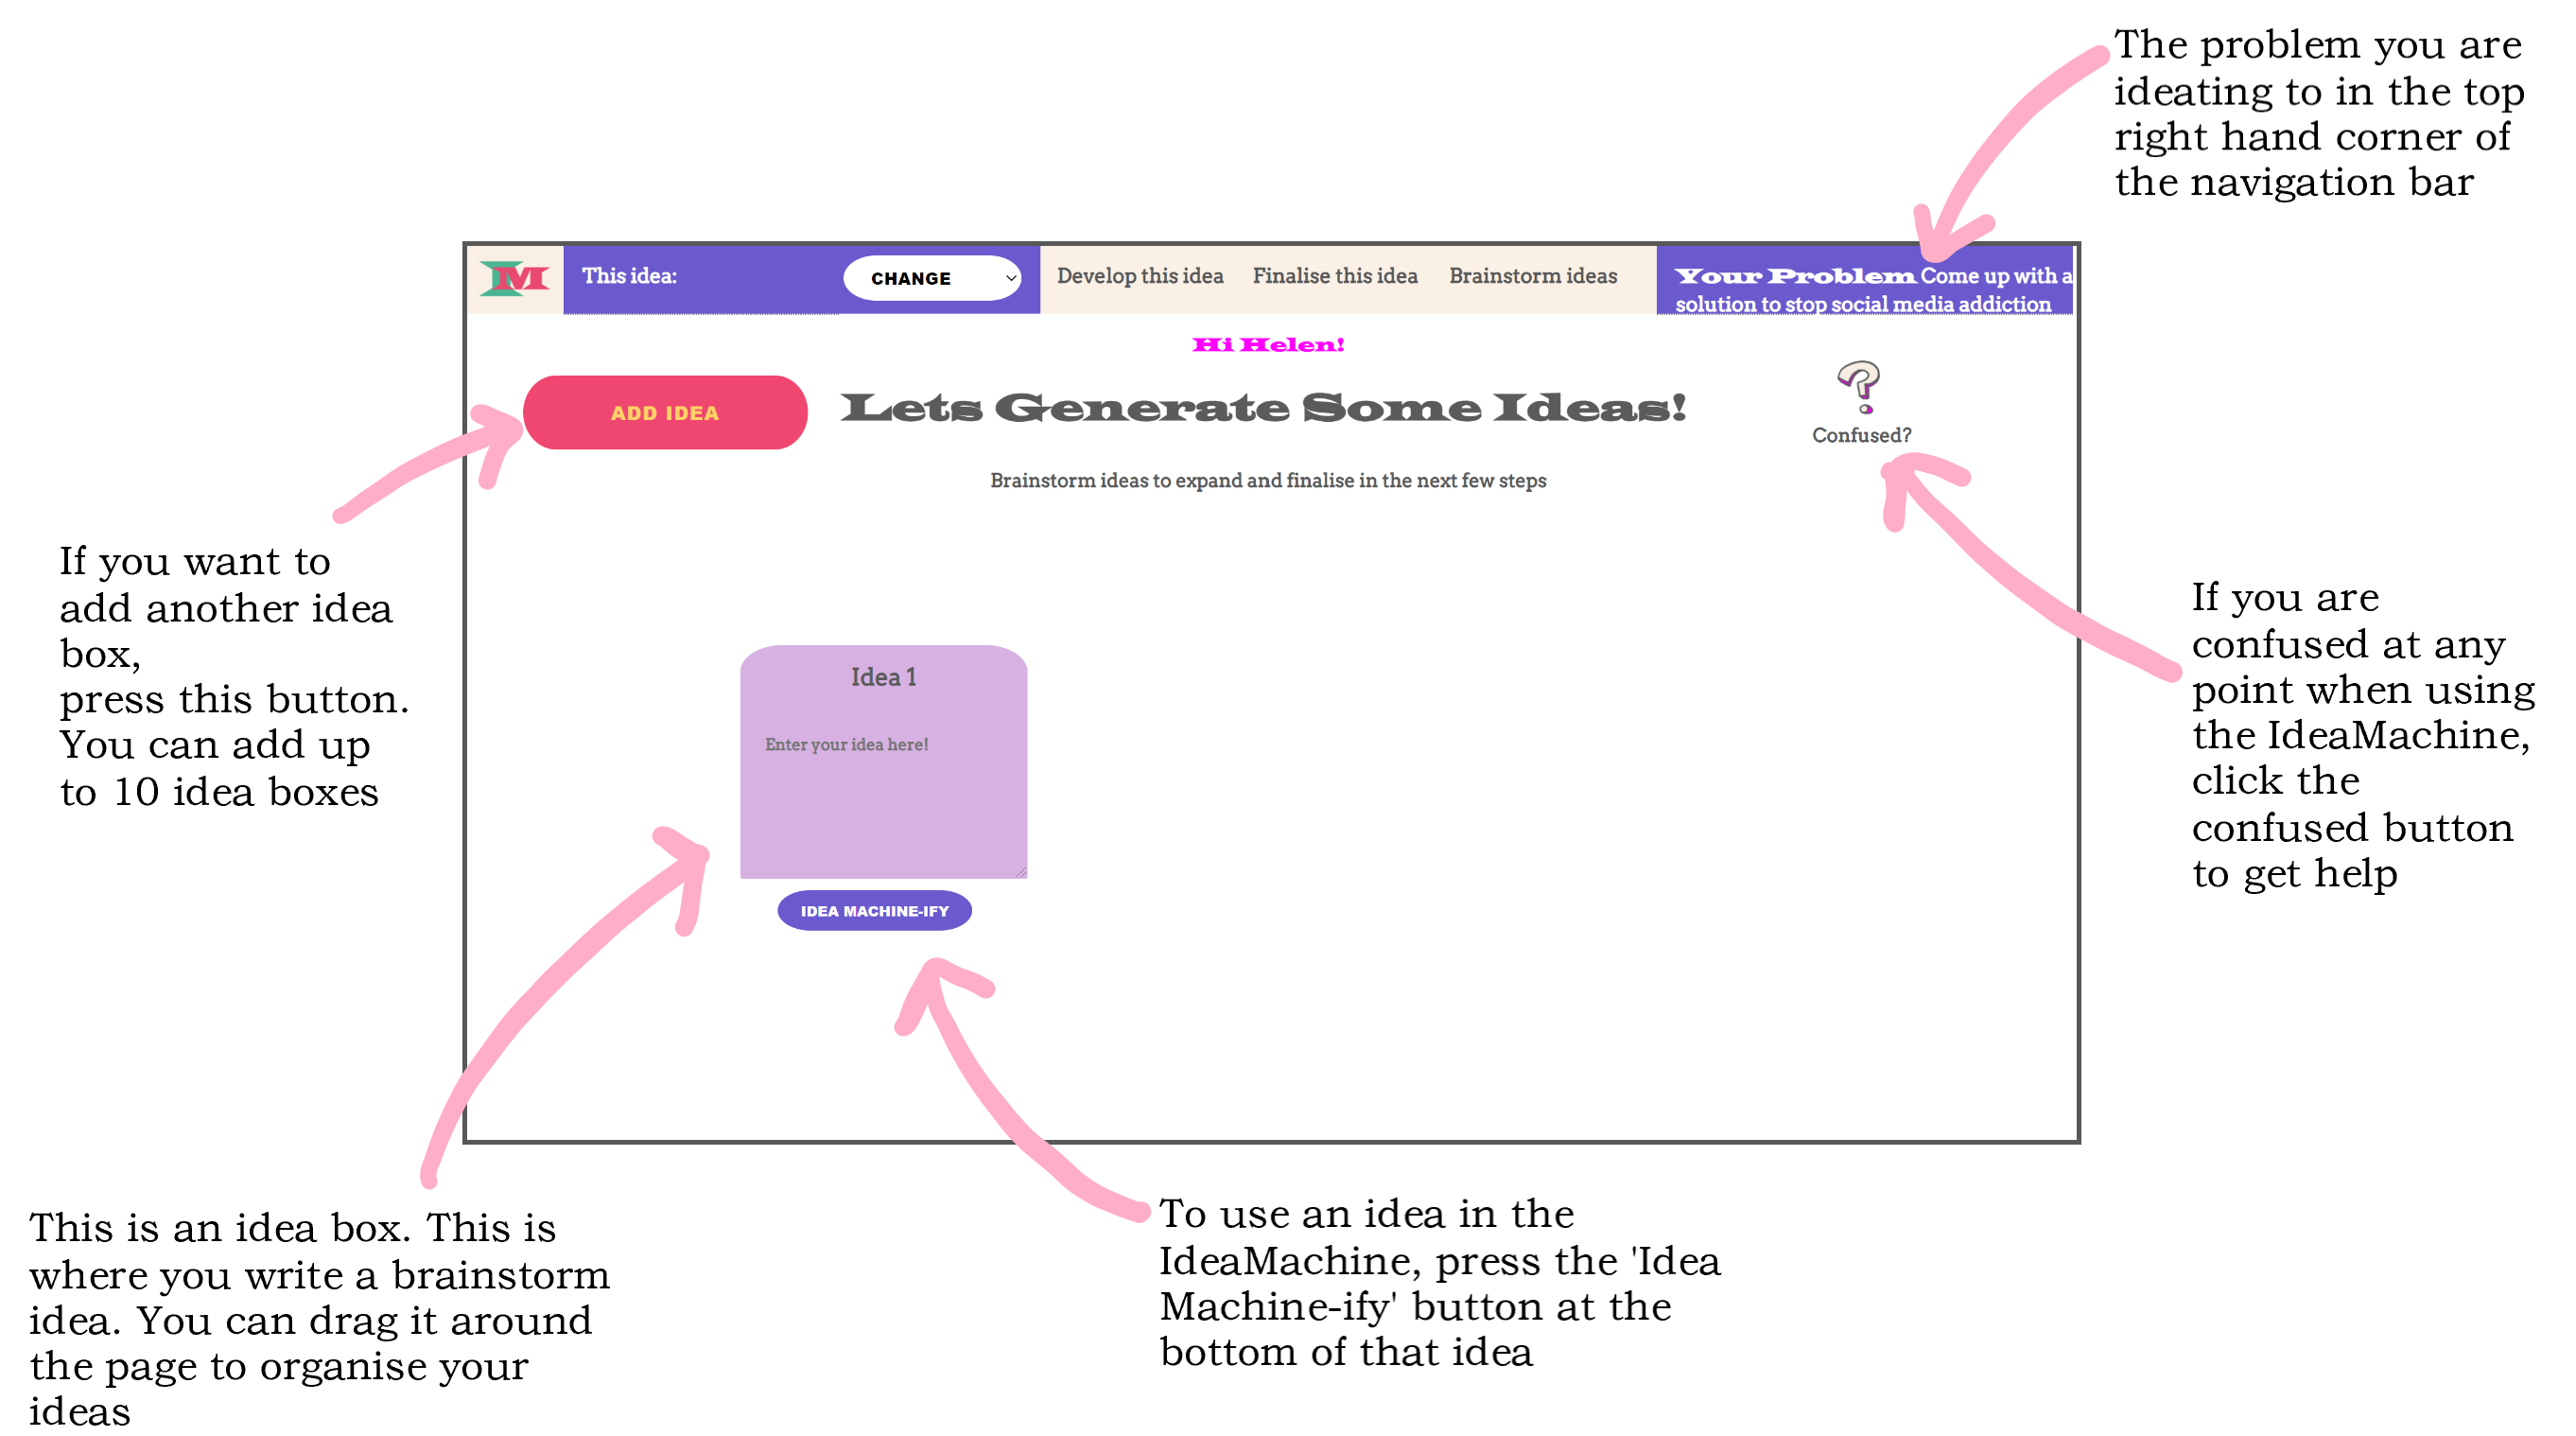 The problem you are
ideating to in the top
right hand corner of
the navigation bar
IM
This idea:
CHANGE
Develop this idea
Finalise this idea
Brainstorm ideas
Your Problem Come up with a
solution to stop social media addiction
Hi Helen!
ADD IDEA
Lets Generate Some Ideas!
?
Confused?
Brainstorm ideas to expand and finalise in the next few steps
If you want to
add another idea
box,
press this button.
You can add up
to 10 idea boxes
If you are
confused at any
point when using
the IdeaMachine,
click the
confused button
to get help
Idea 1
Enter your idea here!
IDEA MACHINE-IFY
This is an idea box. This is
where you write a brainstorm
idea. You can drag it around
the page to organise your
ideas
To use an idea in the
IdeaMachine, press the 'Idea
Machine-ify' button at the
bottom of that idea